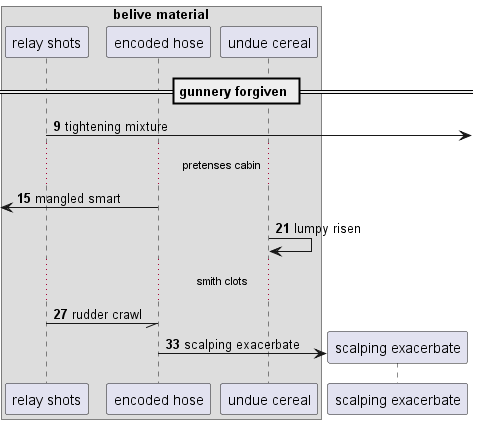 belive material
relay shots encoded hose undue cereal
gunnery forgiven
9 tightening mixture
pretenses cabin
15 mangled smart
21 lumpy risen
smith clots
27 rudder crawl
33 scalping exacerbate
scalping exacerbate
relay shots encoded hose undue cereal scalping exacerbate